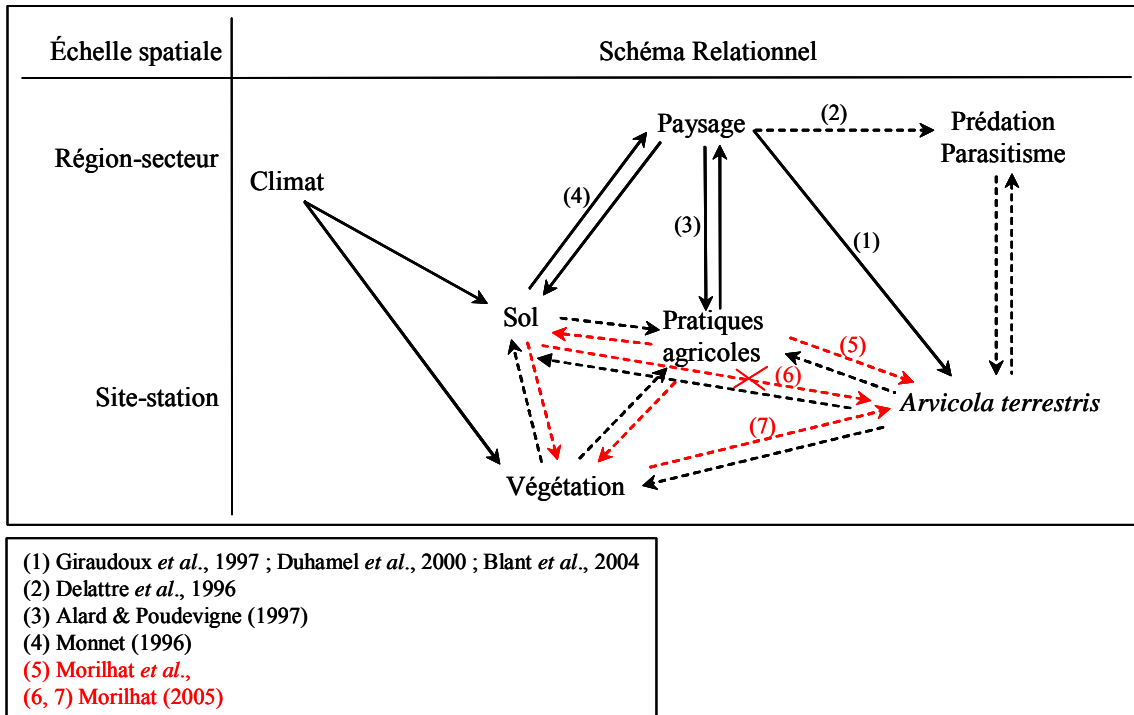 Échelle spatiale
Schéma Relationnel
Région-secteur
Site-station
Paysage
(2)
Prédation
Parasitisme
Climat
(4)
(3)
(1)
Sol
Pratiques
agricoles
(5)
(6)
Arvicola terrestris
(7)
Végétation
(1) Giraudoux et al., 1997 ; Duhamel et al., 2000 ; Blant et al., 2004
(2) Delattre et al., 1996
(3) Alard & Poudevigne (1997)
(4) Monnet (1996)
(5) Morilhat et al.,
(6, 7) Morilhat (2005)